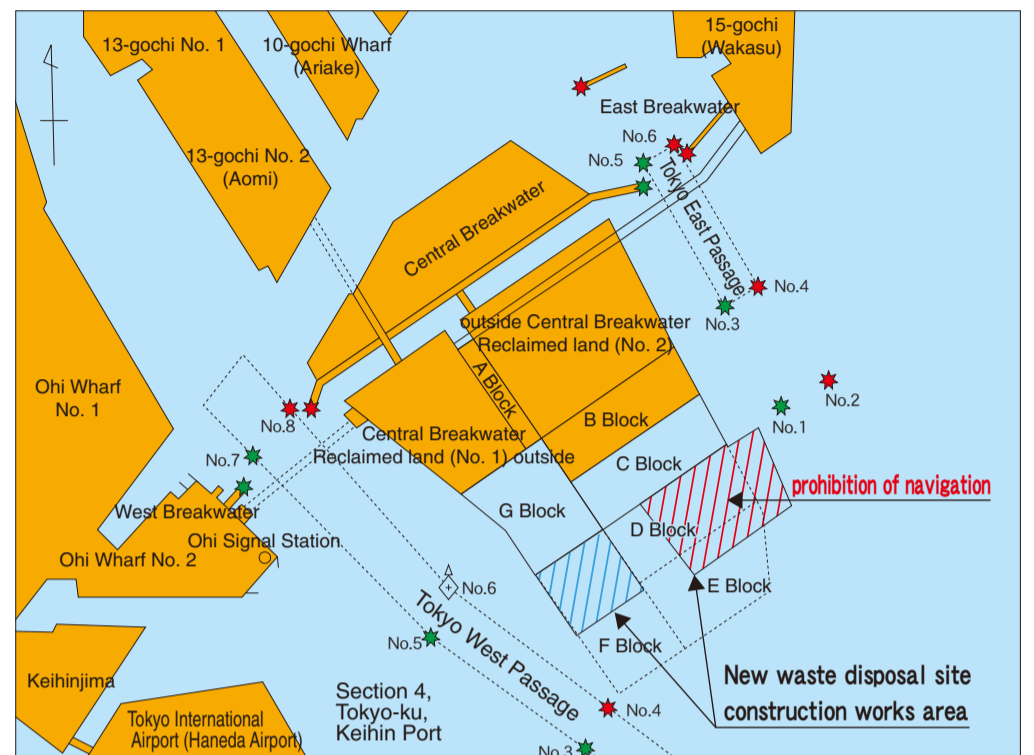 13-gochi No. 1
10-gochi Wharf
(Ariake)
15-gochi
(Wakasu)
East Breakwater
No.6
No.5
13-gochi No. 2
(Aomi)
Tokyo East Passage
Central Breakwater
No.4
No.3
outside Central Breakwater
Reclaimed land (No. 2)
A Block
No.2
No.1
Ohi Wharf
No. 1
No.8
B Block
Central Breakwater
Reclaimed land (No. 1) outside
C Block
No.7
prohibition of navigation
G Block
West Breakwater
D Block
Ohi Signal Station
Ohi Wharf No. 2
No.6
E Block
Tokyo West Passage
No.5
F Block
New waste disposal site
construction works area
Keihinjima
Section 4,
Tokyo-ku,
Keihin Port
No.4
Tokyo International
Airport (Haneda Airport)
No.3